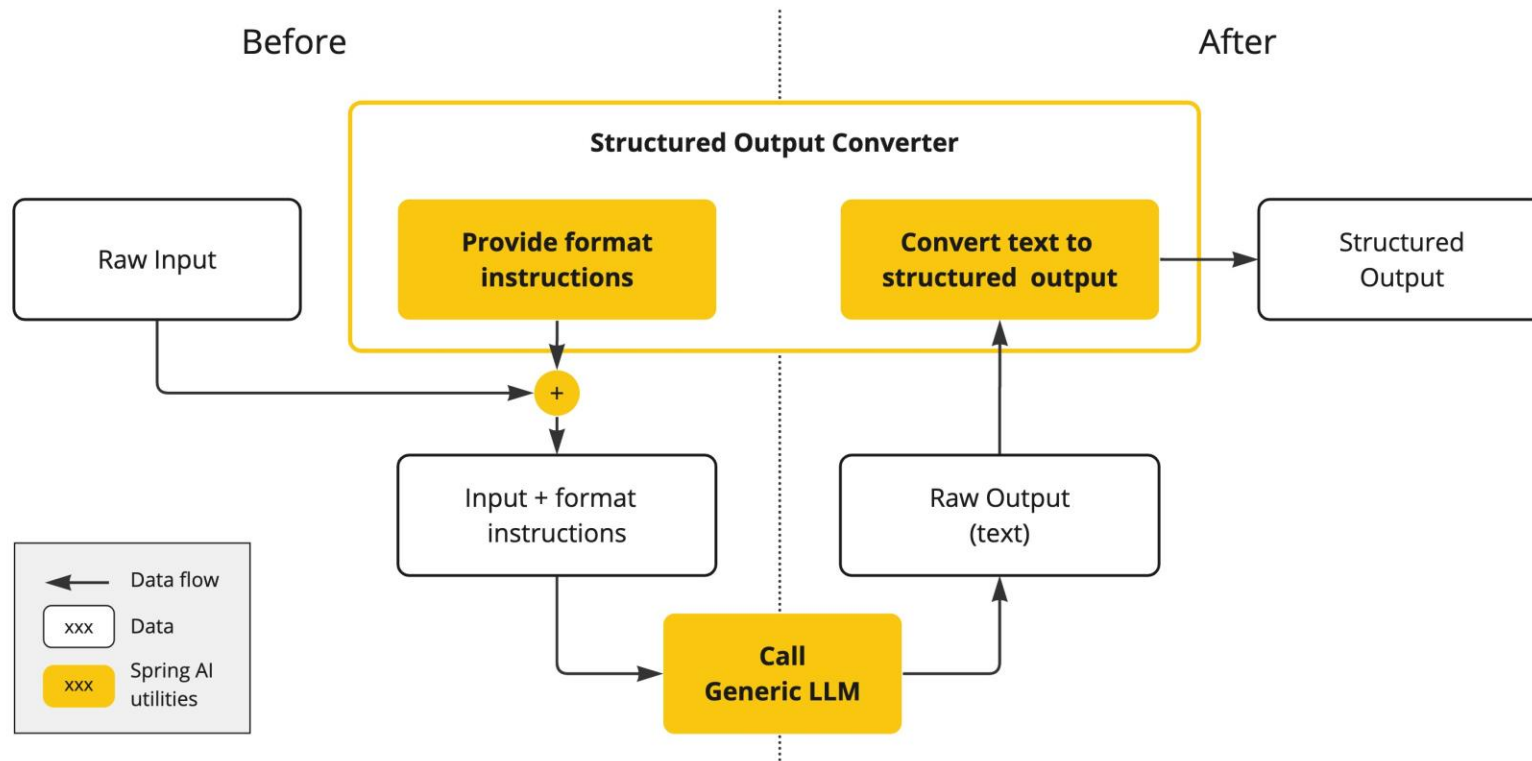 Before
After
Structured Output Converter
Raw Input
Provide format
instructions
Convert text to
structured output
Structured
Output
+
Input + format
instructions
Raw Output
(text)
Data flow
xxx
Data
xxx
Spring AI
utilities
Call
Generic LLM